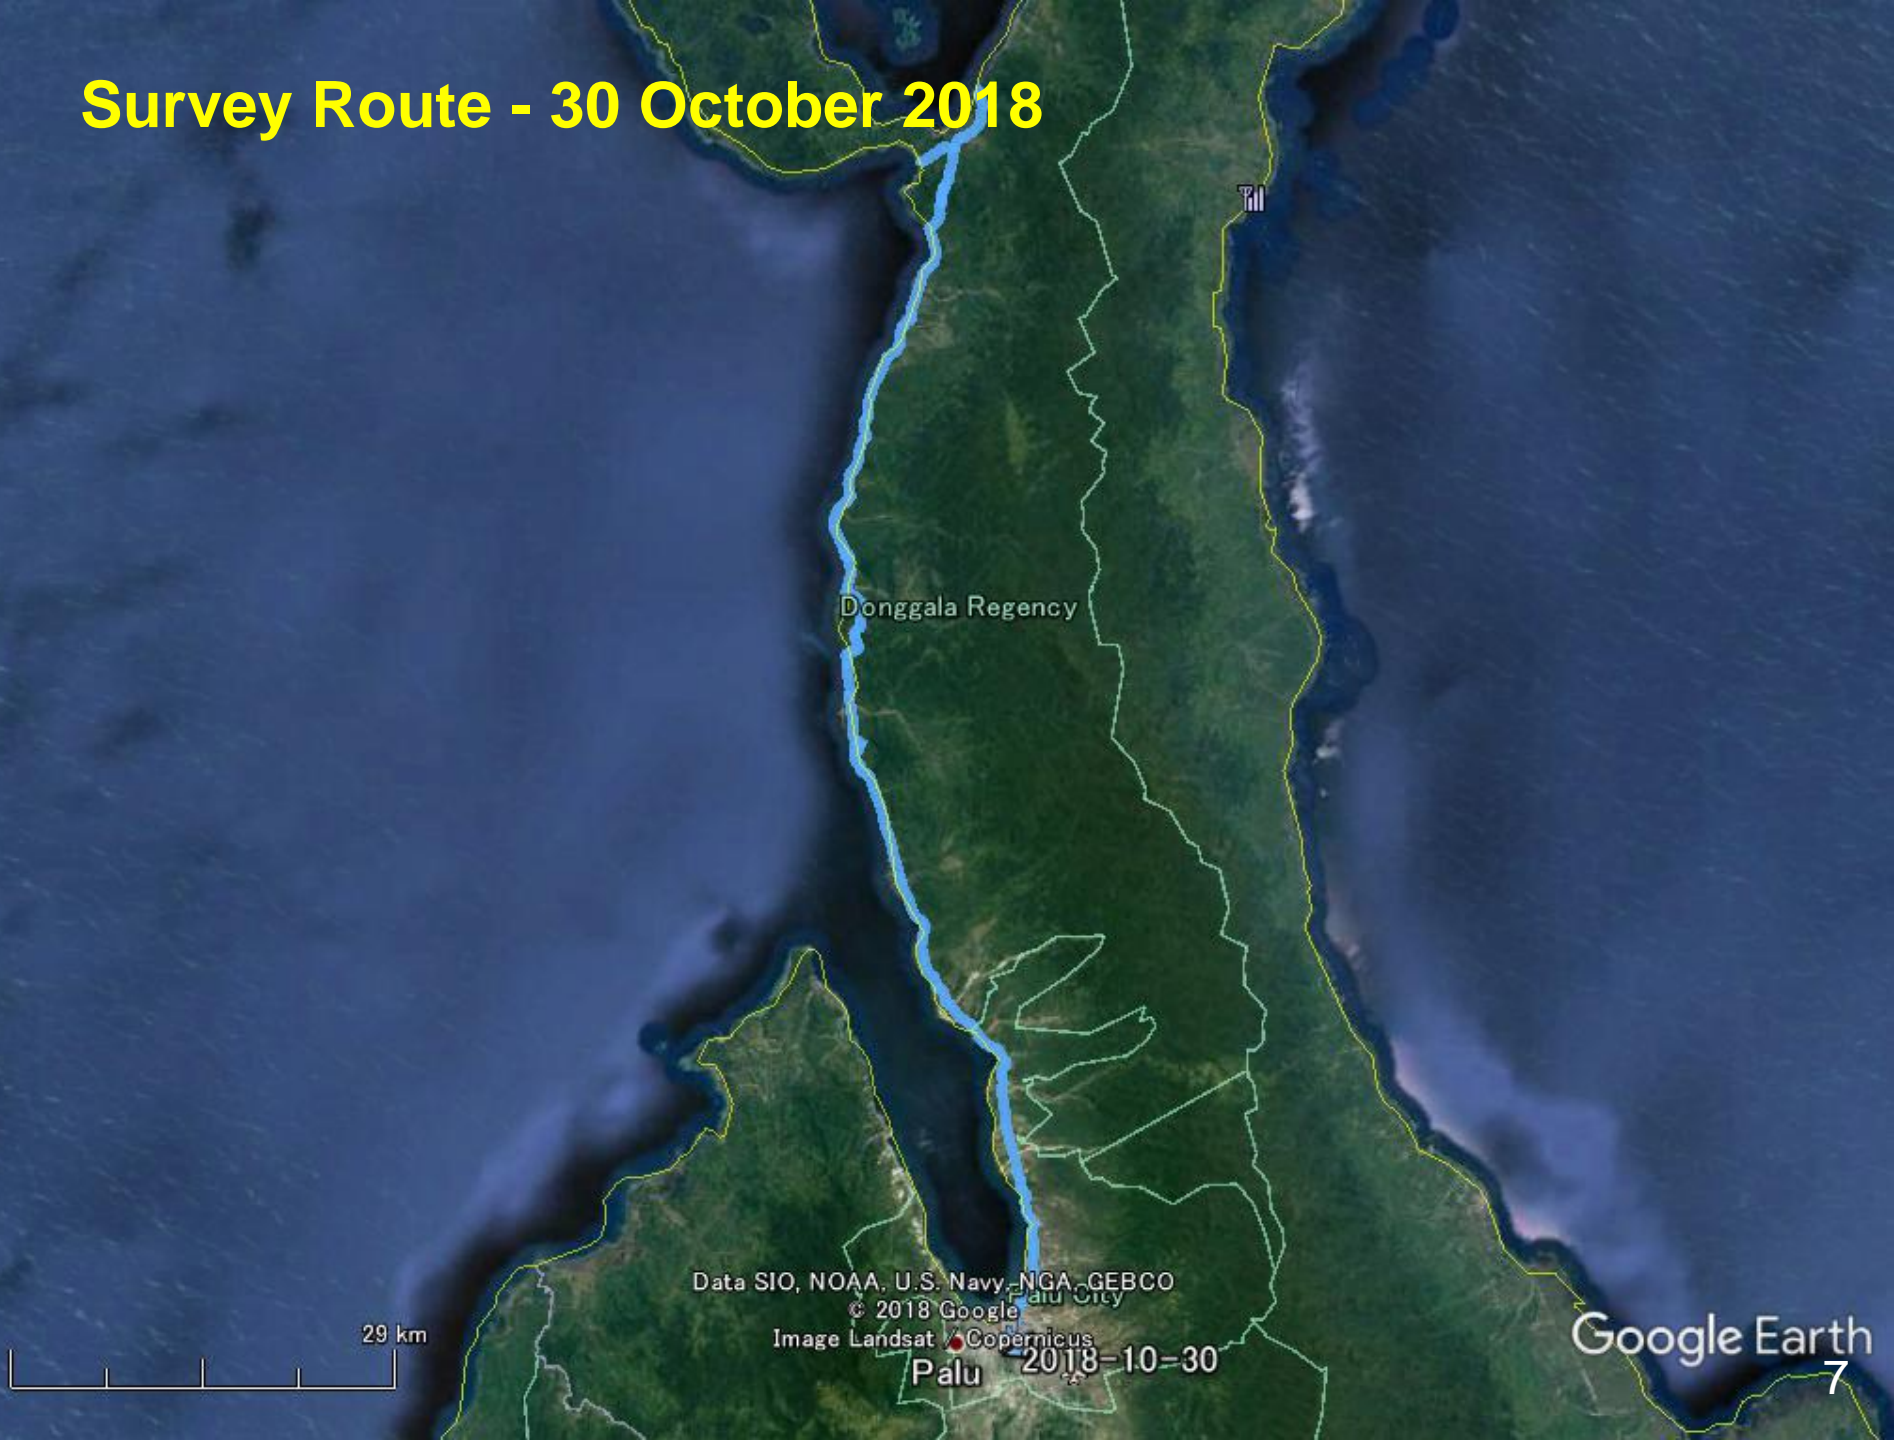 Survey Route - 30 October 2018
Donggala Regency
Data SIO, NOAA, U.S. Navy, NGA, GEBCO
Palu City
© 2018 Google
Image Landsat / Copernicus
29 km
2018-10-30
Palu
Google Earth
7